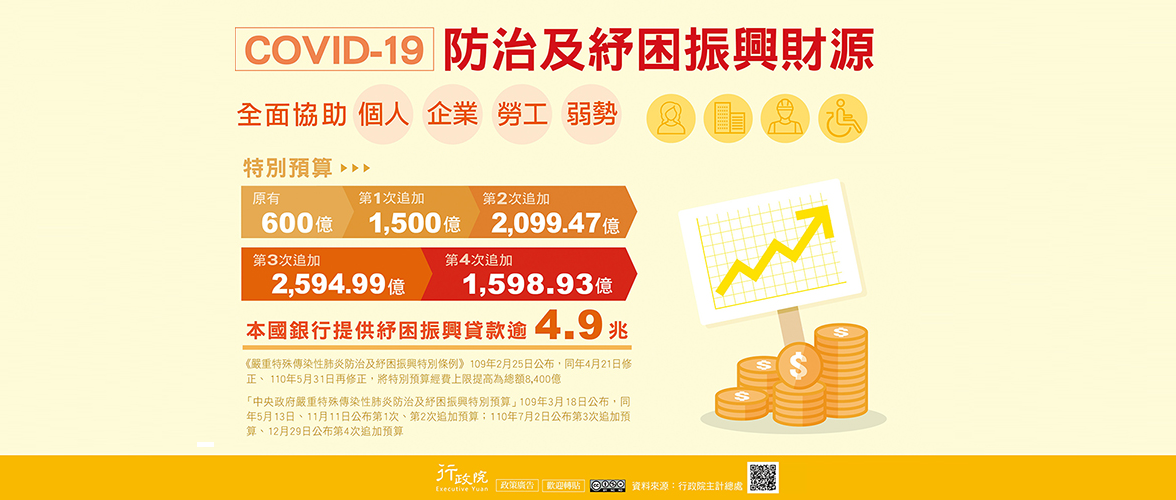 COVID-19 防治及紓困振興財源
全面協助 個人 企業 勞工 弱勢
特別預算
原有 第1次追加 第2次追加
600億 1,500億 2,099.47億
第3次追加 第4次追加
2,594.99億 1,598.93億
本國銀行提供紓困振興貸款逾 4.9 兆
《嚴重特殊傳染性肺炎防治及紓困振興特別條例》109年2月25日公布,同年4月21日修
正、110年5月31日再修正,將特別預算經費上限提高為總額8,400億
「中央政府嚴重特殊傳染性肺炎防治及紓困振興特別預算」109年3月18日公布,同
年5月13日、11月11日公布第1次、第2次追加預算;110年7月2日公布第3次追加預
算、12月29日公布第4次追加預算
行政院
Executive Yuan
政策廣告 歡迎轉貼 資料來源:行政院主計總處